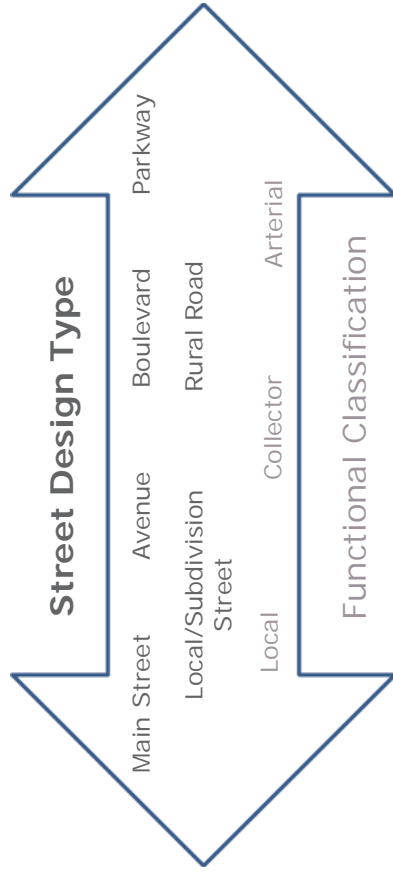 Street Design Type
Main Street
Avenue
Boulevard
Parkway
Local/Subdivision
Street
Rural Road
Local
Collector
Arterial
Functional Classification